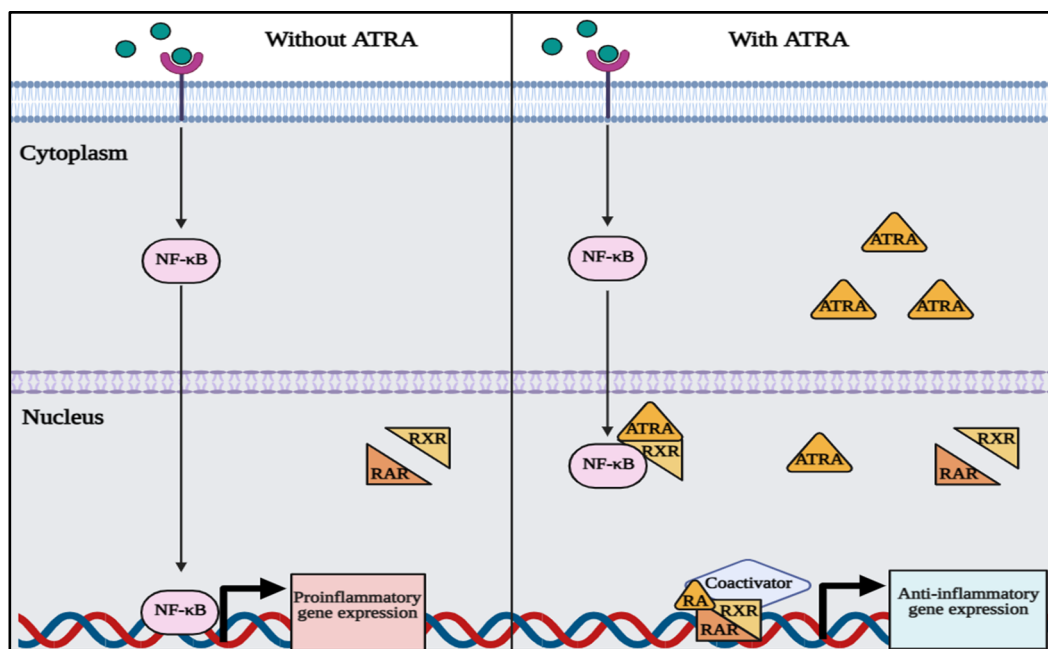 Without ATRA
With ATRA
Cytoplasm
NF-κB
NF-κB
ATRA
ATRA
ATRA
Nucleus
RXR
RAR
ATRA
RXR
NF-κB
ATRA
RXR
RAR
NF-κB
Proinflammatory
gene expression
Coactivator
RA
RXR
RAR
Anti-inflammatory
gene expression